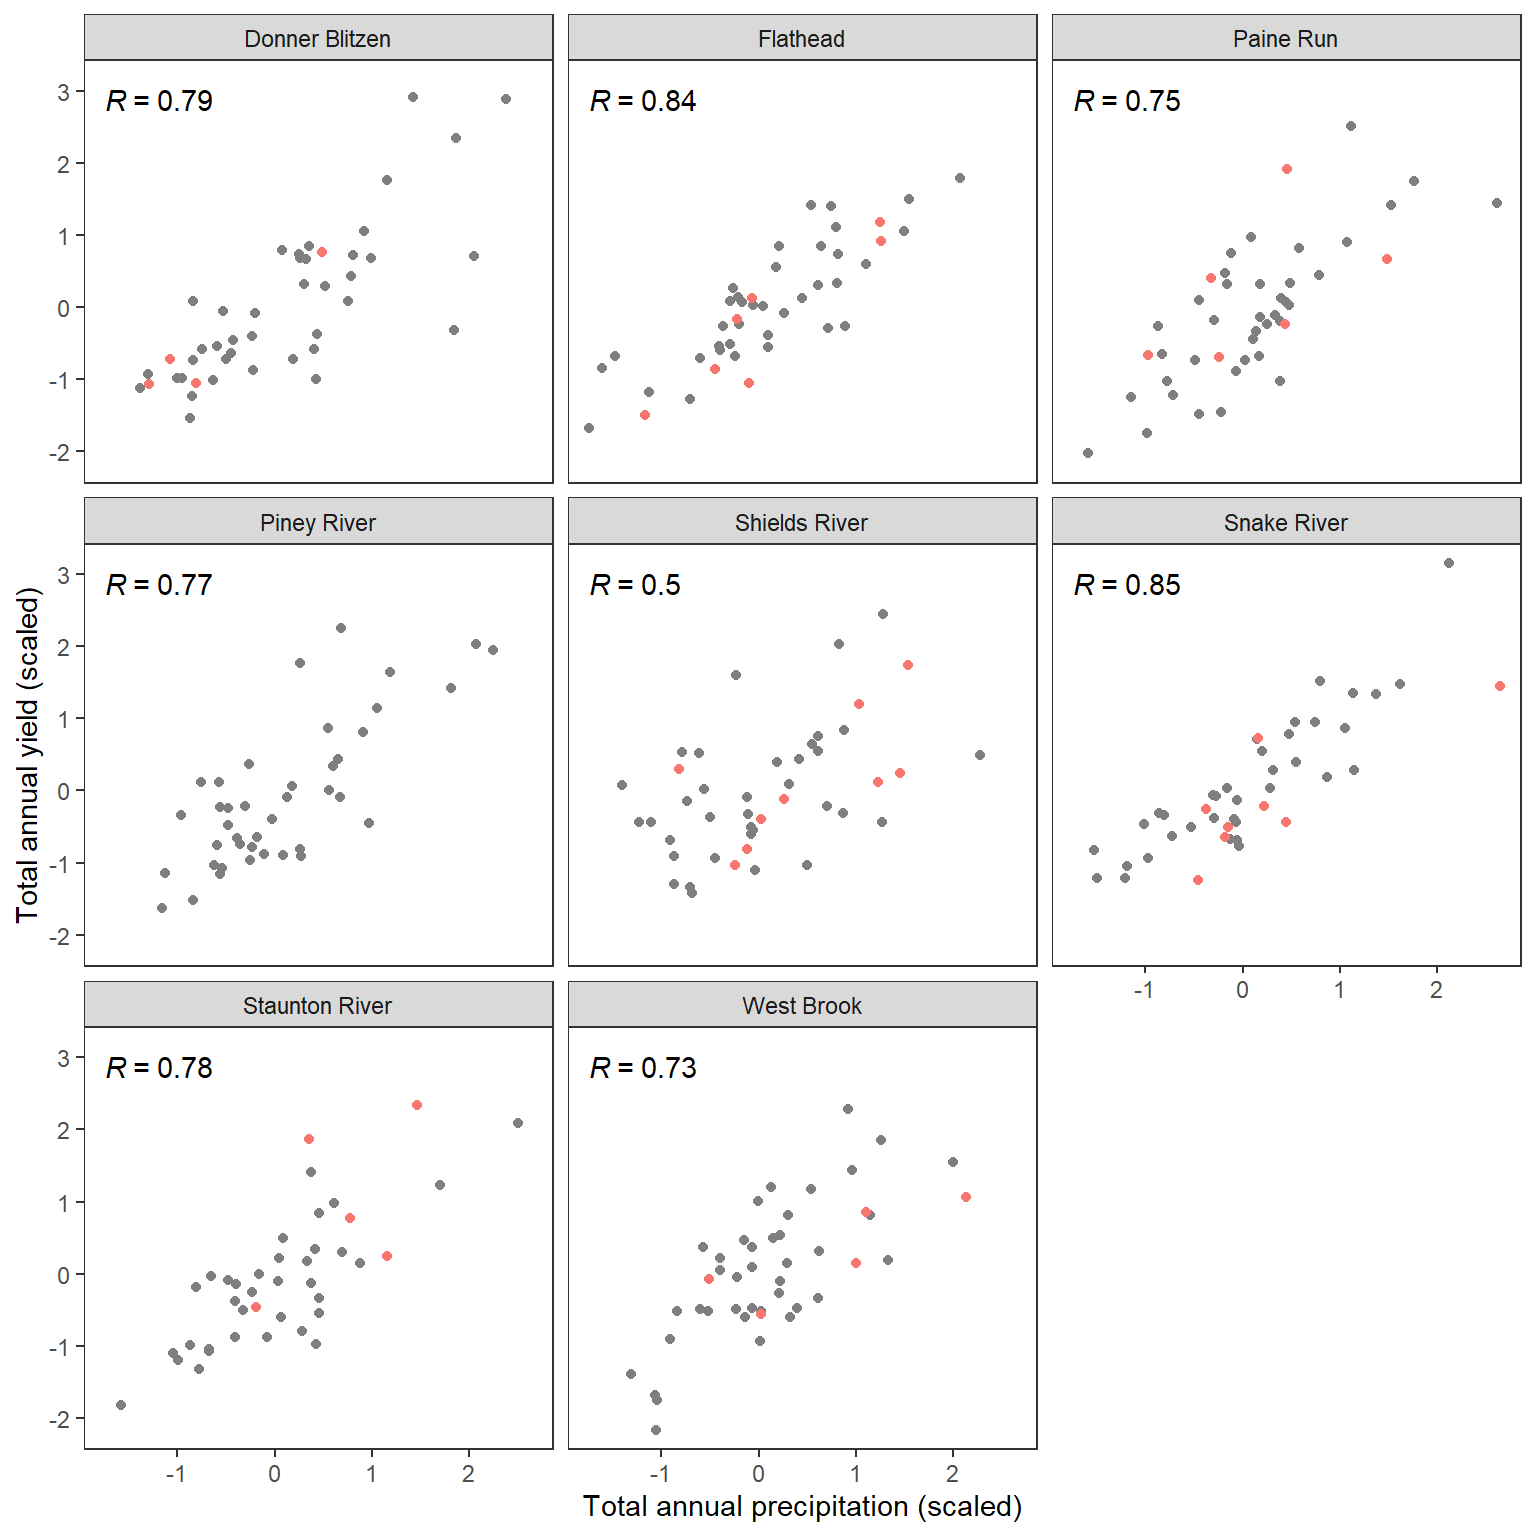 Donner Blitzen
Flathead
Paine Run
R = 0.79
R = 0.84
R = 0.75
3
2
1
0
-1
-2
Piney River
Shields River
Snake River
R = 0.77
R = 0.5
R = 0.85
3
2
1
0
-1
-2
-1 0 1 2
Total annual yield (scaled)
Staunton River
West Brook
R = 0.78
R = 0.73
3
2
1
0
-1
-2
-1 0 1 2
-1 0 1 2
Total annual precipitation (scaled)